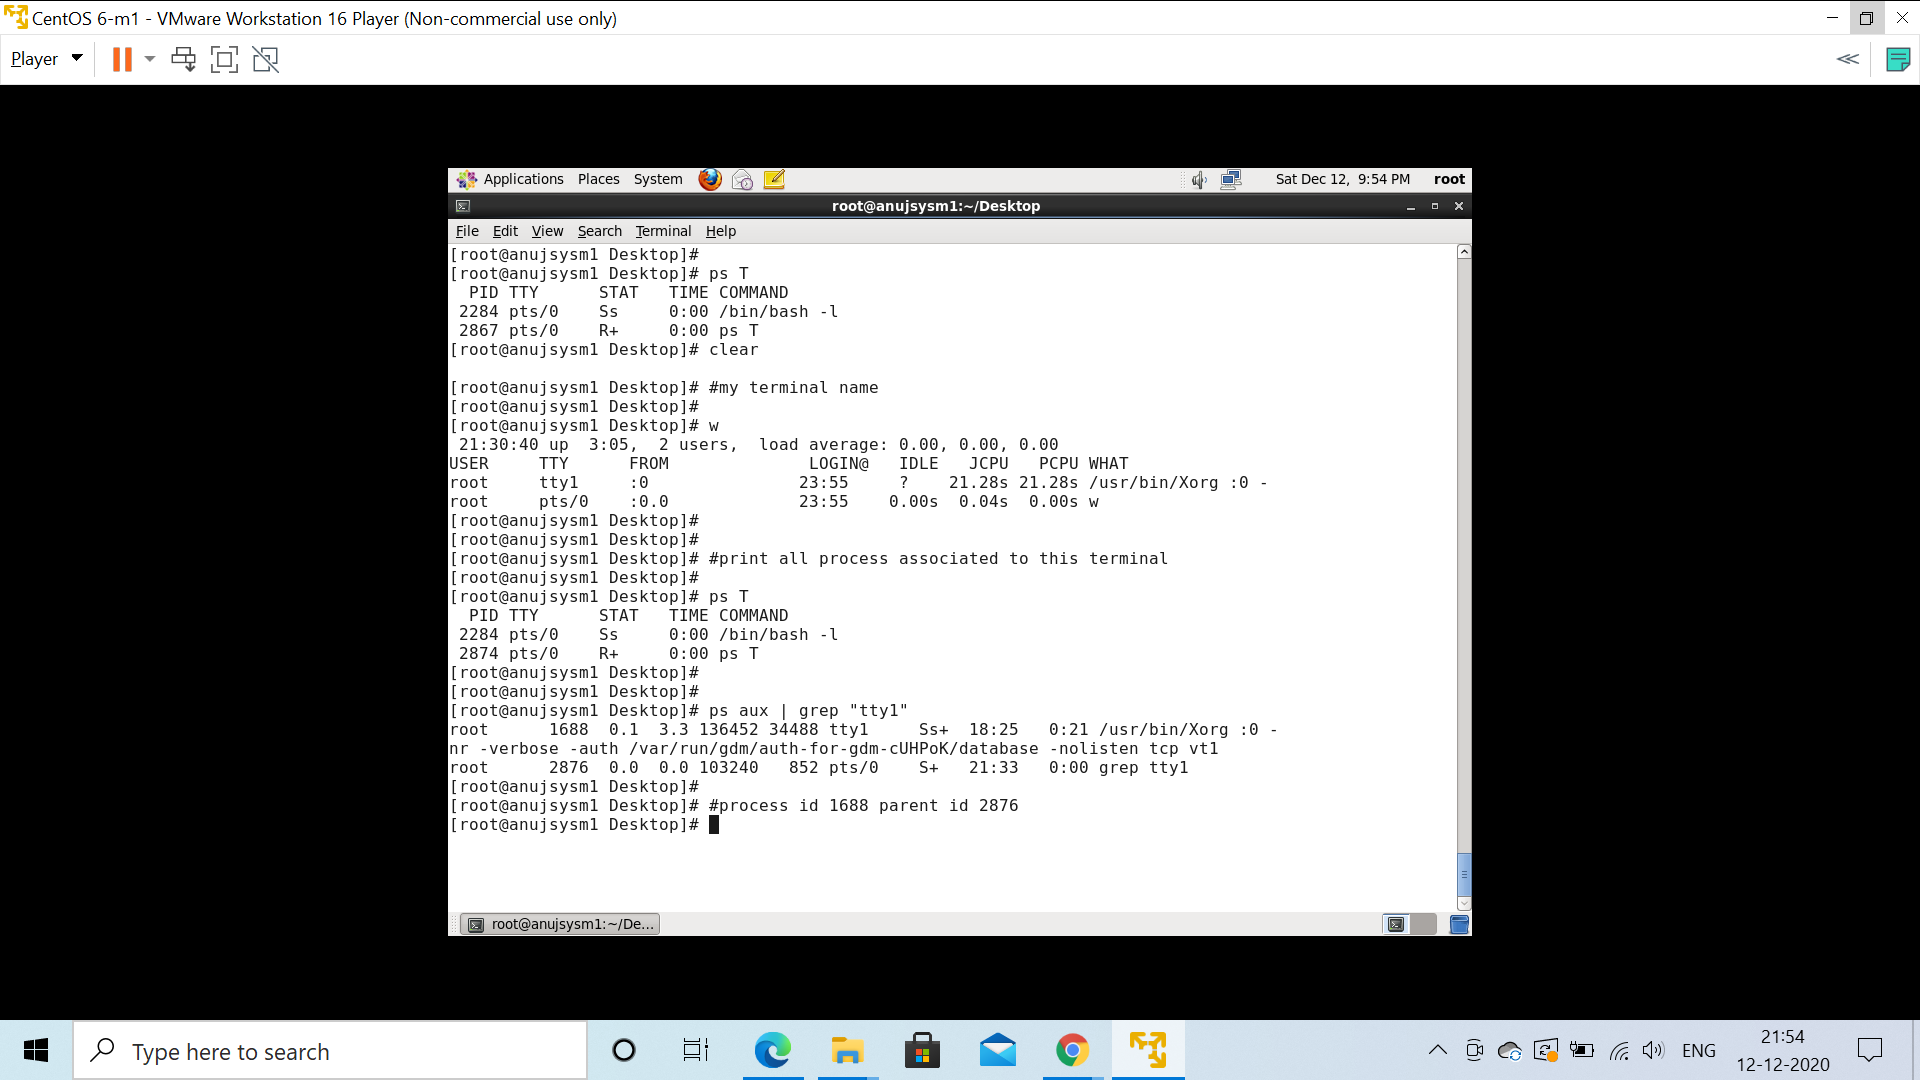 CentOS 6-m1 - VMware Workstation 16 Player (Non-commercial use only)
Player
Applications Places System Sat Dec 12, 9:54 PM root
root@anujsysm1:~/Desktop
File Edit View Search Terminal Help
[root@anujsysm1 Desktop]#
[root@anujsysm1 Desktop]# ps T
  PID TTY      STAT   TIME COMMAND
 2284 pts/0    Ss     0:00 /bin/bash -l
 2867 pts/0    R+     0:00 ps T
[root@anujsysm1 Desktop]# clear
[root@anujsysm1 Desktop]# #my terminal name
[root@anujsysm1 Desktop]#
[root@anujsysm1 Desktop]# w
 21:30:40 up  3:05,  2 users,  load average: 0.00, 0.00, 0.00
USER     TTY      FROM              LOGIN@   IDLE   JCPU   PCPU WHAT
root     tty1     :0               23:55     ?    21.28s 21.28s /usr/bin/Xorg :0 -
root     pts/0    :0.0             23:55    0.00s  0.04s  0.00s w
[root@anujsysm1 Desktop]#
[root@anujsysm1 Desktop]#
[root@anujsysm1 Desktop]# #print all process associated to this terminal
[root@anujsysm1 Desktop]#
[root@anujsysm1 Desktop]# ps T
  PID TTY      STAT   TIME COMMAND
 2284 pts/0    Ss     0:00 /bin/bash -l
 2874 pts/0    R+     0:00 ps T
[root@anujsysm1 Desktop]#
[root@anujsysm1 Desktop]#
[root@anujsysm1 Desktop]# ps aux | grep "tty1"
root      1688  0.1  3.3 136452 34488 tty1     Ss+  18:25   0:21 /usr/bin/Xorg :0 -
nr -verbose -auth /var/run/gdm/auth-for-gdm-cUHPoK/database -nolisten tcp vt1
root      2876  0.0  0.0 103240   852 pts/0    S+   21:33   0:00 grep tty1
[root@anujsysm1 Desktop]#
[root@anujsysm1 Desktop]# #process id 1688 parent id 2876
[root@anujsysm1 Desktop]#
root@anujsysm1:~/De...
Type here to search
ENG
21:54
12-12-2020